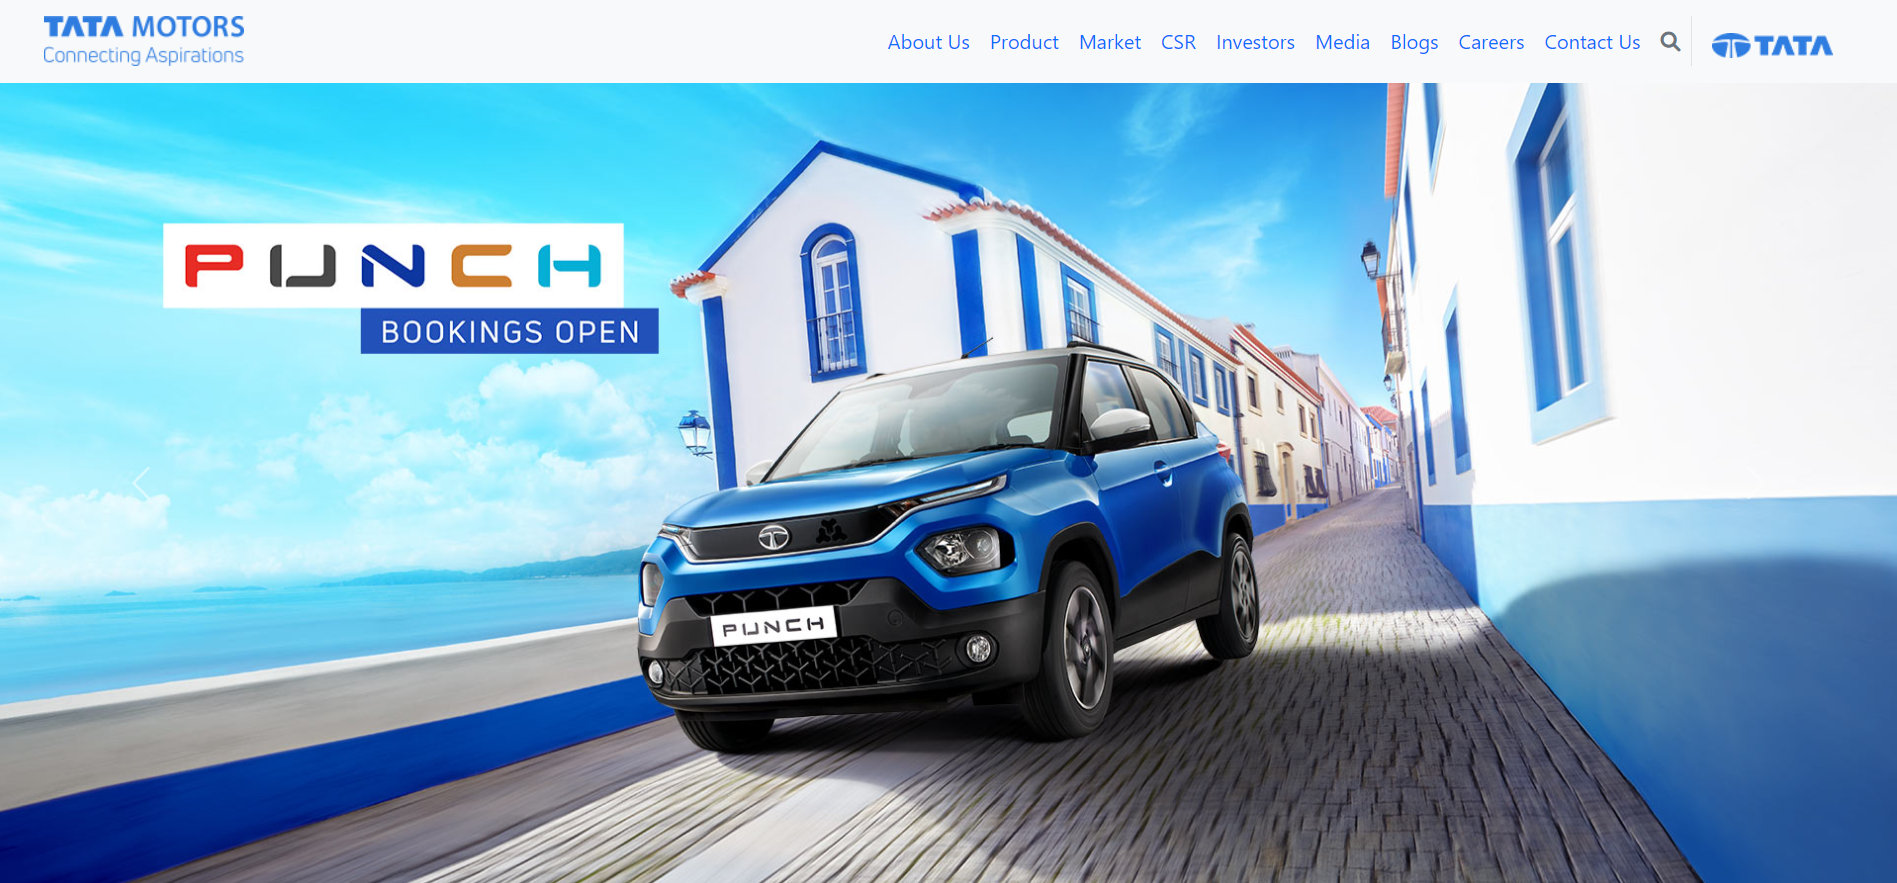 TATA MOTORS
Connecting Aspirations
About Us Product Market CSR Investors Media Blogs Careers Contact Us
TATA
PUNCH
BOOKINGS OPEN
PUNCH